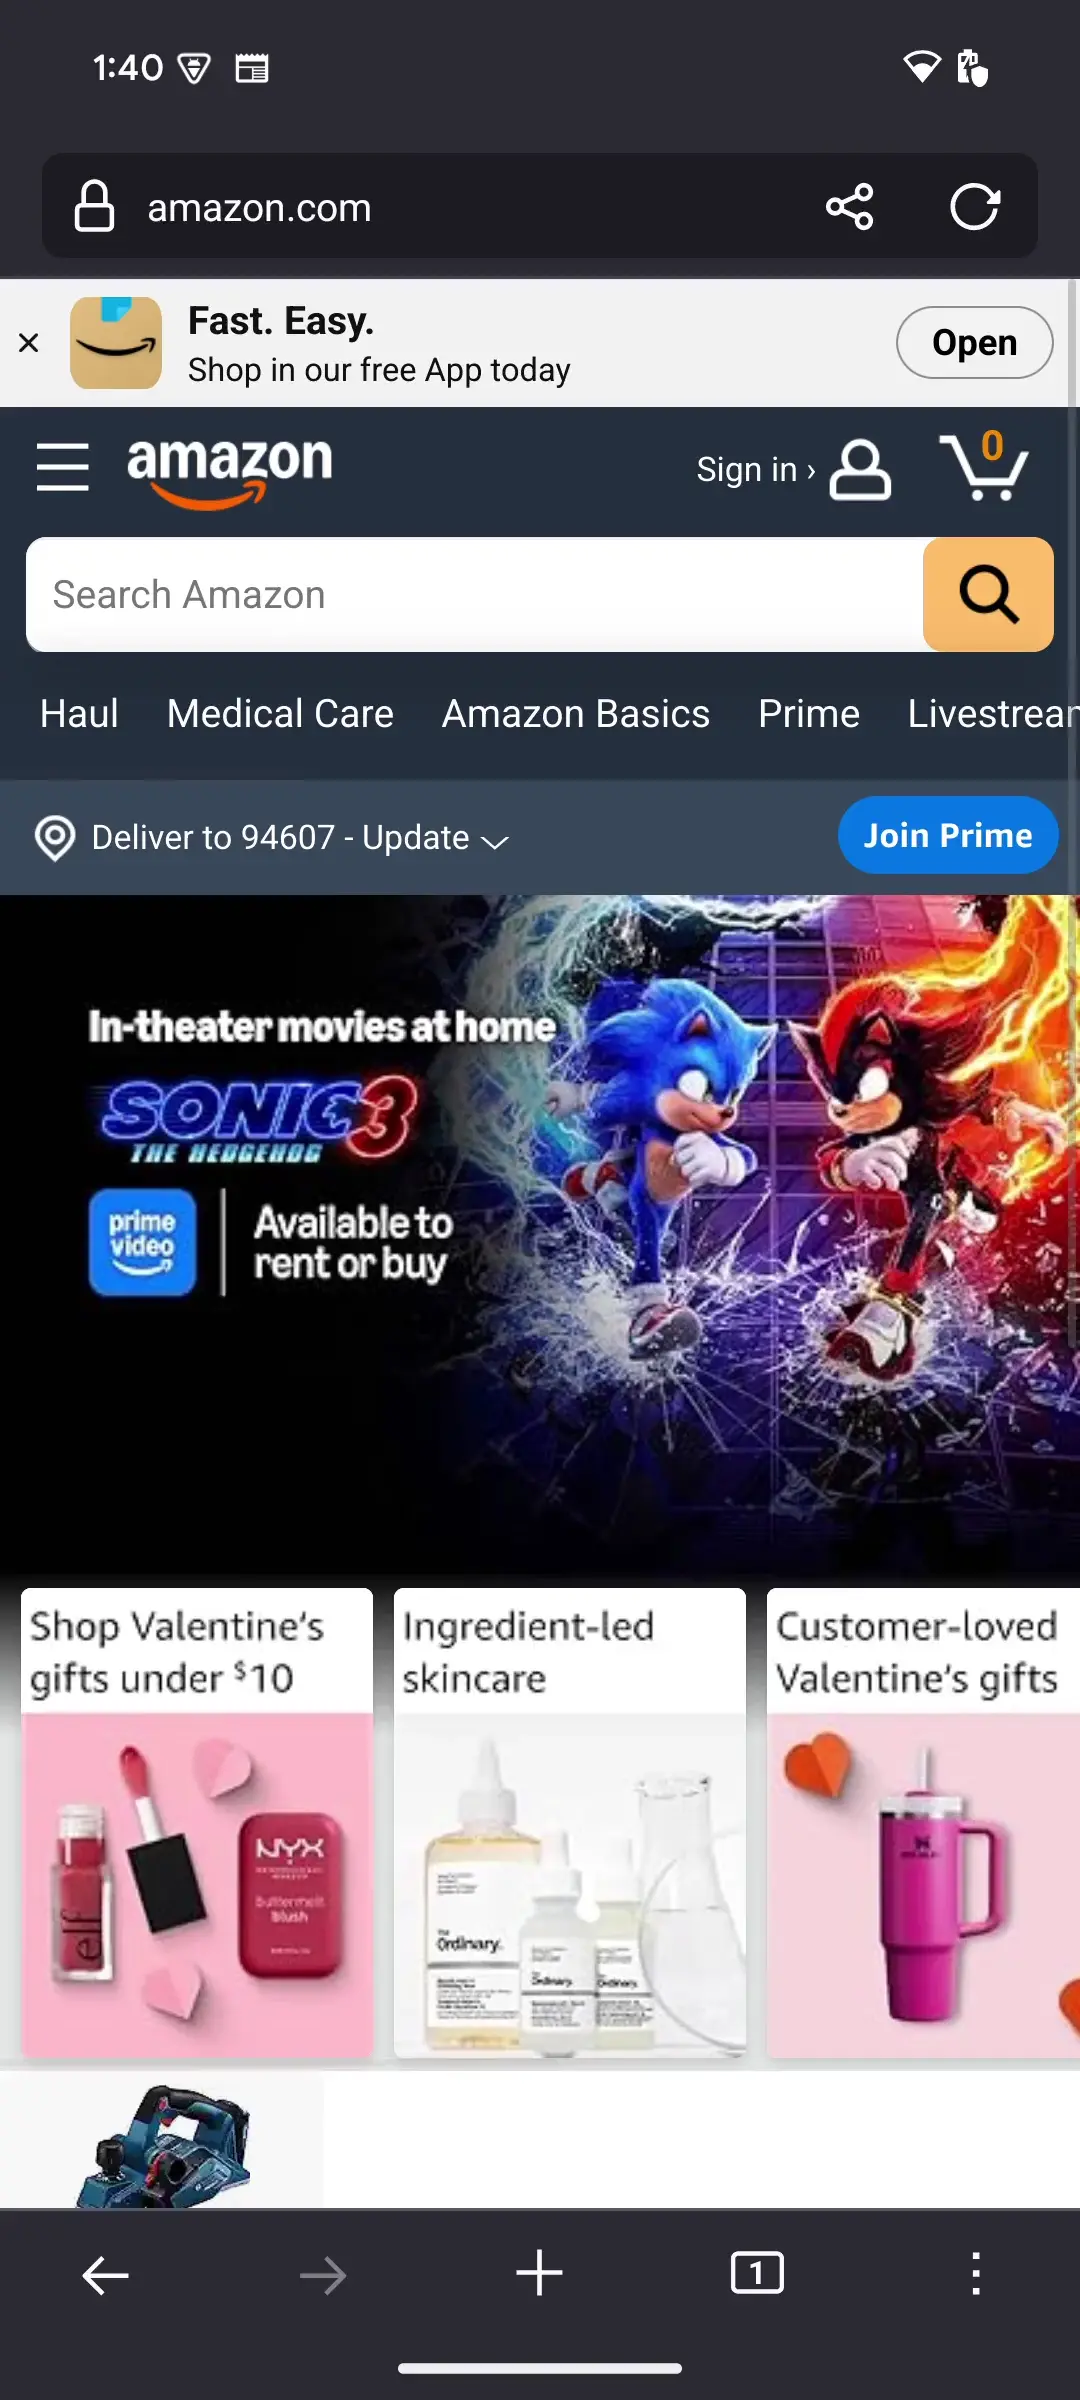 1:40
amazon.com
Fast. Easy.
Shop in our free App today
Open
amazon
Sign in ›
0
Search Amazon
Haul Medical Care Amazon Basics Prime Livestream
Deliver to 94607 - Update
Join Prime
In-theater movies at home
SONIC 3
THE HEDGEHOG
prime video
Available to
rent or buy
Shop Valentine's
gifts under $10
Ingredient-led
skincare
Customer-loved
Valentine's gifts
elf
NYX
Buttermelt
Blush
The
Ordinary.
Ordinary.
Ordinary.
1